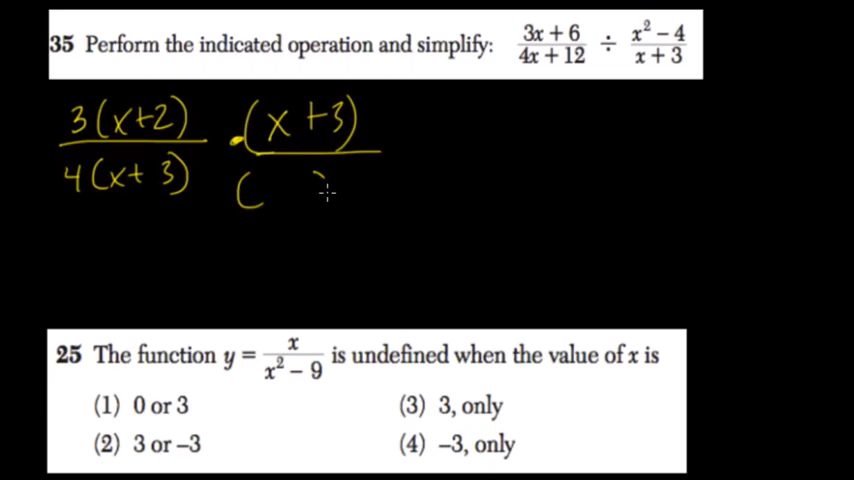 35 Perform the indicated operation and simplify: (3x + 6)/(4x + 12) ÷ (x² – 4)/(x + 3)
3(x+2)/4(x+3) · (x+3)/( )
25 The function y = x/(x² – 9) is undefined when the value of x is
(1) 0 or 3 (3) 3, only
(2) 3 or –3 (4) –3, only